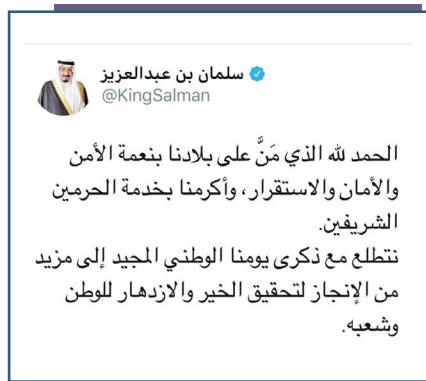 سلمان بن عبدالعزيز
@KingSalman
الحمد لله الذي مَنَّ على بلادنا بنعمة الأمن
والأمان والاستقرار، وأكرمنا بخدمة الحرمين
الشريفين.
نتطلع مع ذكرى يومنا الوطني المجيد إلى مزيد
من الإنجاز لتحقيق الخير والازدهار للوطن
وشعبه.